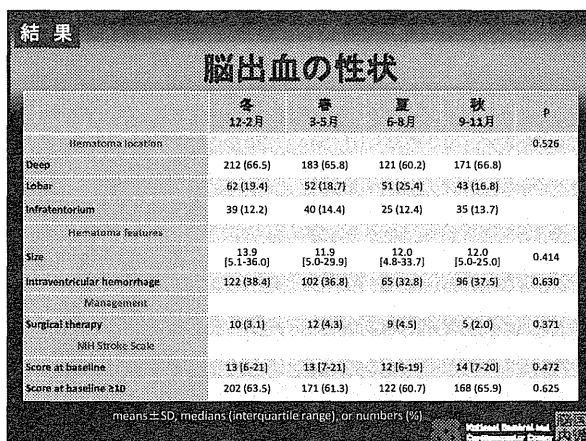 結 果
脳出血の性状
冬 春 夏 秋 P
12-2月 3-5月 6-8月 9-11月
Hematoma location 0.526
Deep 212 (66.5) 183 (65.8) 121 (60.2) 171 (66.8)
Lobar 62 (19.4) 52 (18.7) 51 (25.4) 43 (16.8)
Infratentorium 39 (12.2) 40 (14.4) 25 (12.4) 35 (13.7)
Hematoma features
Size 13.9 11.9 12.0 12.0 0.414
[5.1-36.0] [5.0-29.9] [4.8-33.7] [5.0-25.0]
Intraventricular hemorrhage 122 (38.4) 102 (36.8) 65 (32.8) 96 (37.5) 0.630
Management
Surgical therapy 10 (3.1) 12 (4.3) 9 (4.5) 5 (2.0) 0.371
NIH Stroke Scale
Score at baseline 13 [6-21] 13 [7-21] 12 [6-19] 14 [7-20] 0.472
Score at baseline ≥10 202 (63.5) 171 (61.3) 122 (60.7) 168 (65.9) 0.625
means±SD, medians (interquartile range), or numbers (%)